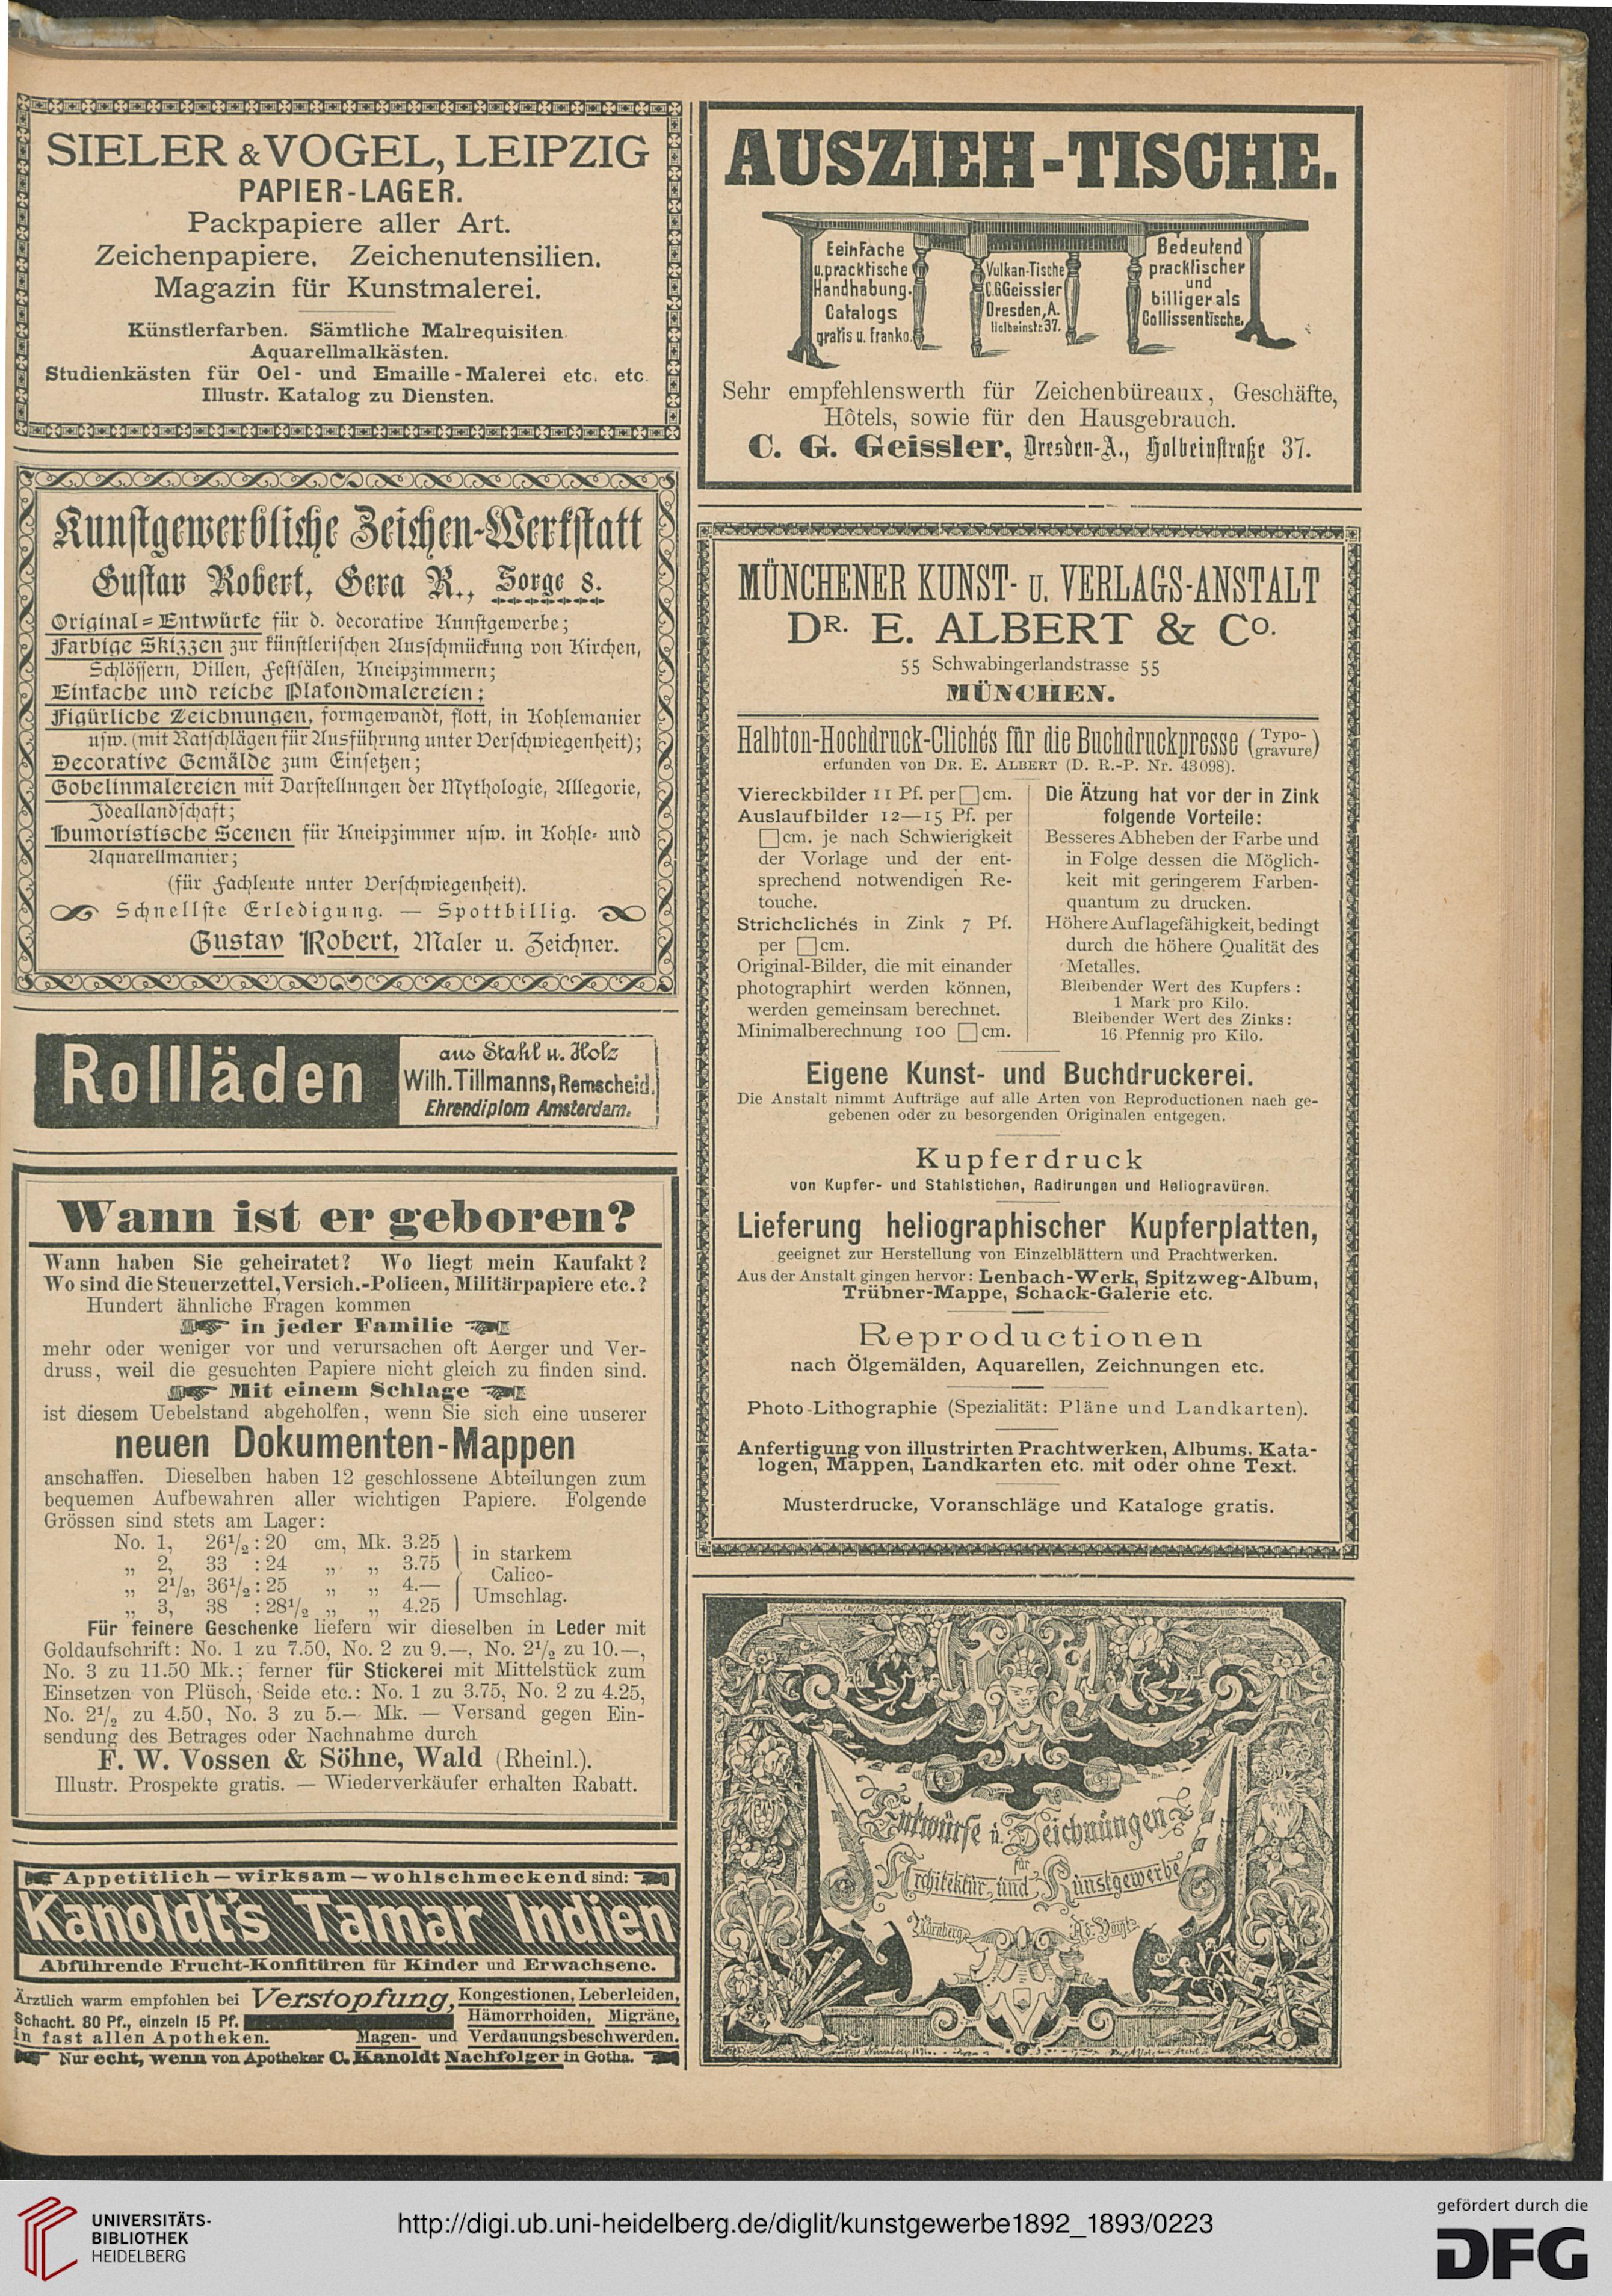 SIELER & VOGEL, LEIPZIG
PAPIER-LAGER.
Packpapiere aller Art.
Zeichenpapiere. Zeichenutensilien.
Magazin für Kunstmalerei.
Künstlerfarben. Sämtliche Malrequisiten.
Aquarellmalkästen.
Studienkästen für Oel- und Emaille-Malerei etc. etc.
Illustr. Katalog zu Diensten.
Kunstgewerbliche Zeichen-Werkstatt
Gustav Robert, Gera R., Sorge 8.
Original-Entwürfe für d. decorative Kunstgewerbe;
Farbige Skizzen zur künstlerischen Ausschmückung von Kirchen,
Schlössern, Villen, Festsälen, Kneipzimmern;
Einfache und reiche Plafondmalereien;
Figürliche Zeichnungen, formgewandt, flott, in Kohlemanier
usw. (mit Ratschlägen für Ausführung unter Verschwiegenheit);
Decorative Gemälde zum Einsetzen;
Gobelinmalereien mit Darstellungen der Mythologie, Allegorie,
Ideallandschaft;
Humoristische Scenen für Kneipzimmer usw. in Kohle- und
Aquarellmanier;
(für Fachleute unter Verschwiegenheit).
Schnellste Erledigung. — Spottbillig.
Gustav Robert, Maler u. Zeichner.
Rollläden
aus Stahl u. Holz
Wilh. Tillmanns, Remscheid.
Ehrendiplom Amsterdam.
Wann ist er geboren?
Wann haben Sie geheiratet? Wo liegt mein Kaufakt?
Wo sind die Steuerzettel, Versich.-Policen, Militärpapiere etc.?
Hundert ähnliche Fragen kommen
in jeder Familie
mehr oder weniger vor und verursachen oft Aerger und Ver-
druss, weil die gesuchten Papiere nicht gleich zu finden sind.
Mit einem Schlage
ist diesem Uebelstand abgeholfen, wenn Sie sich eine unserer
neuen Dokumenten-Mappen
anschaffen. Dieselben haben 12 geschlossene Abteilungen zum
bequemen Aufbewahren aller wichtigen Papiere. Folgende
Grössen sind stets am Lager:
No. 1, 26½ : 20 cm, Mk. 3.25
„ 2, 33 : 24 „ „ 3.75
„ 2½, 36½ : 25 „ „ 4.—
„ 3, 38 : 28½ „ „ 4.25
in starkem
Calico-
Umschlag.
Für feinere Geschenke liefern wir dieselben in Leder mit
Goldaufschrift: No. 1 zu 7.50, No. 2 zu 9.—, No. 2½ zu 10.—,
No. 3 zu 11.50 Mk.; ferner für Stickerei mit Mittelstück zum
Einsetzen von Plüsch, Seide etc.: No. 1 zu 3.75, No. 2 zu 4.25,
No. 2½ zu 4.50, No. 3 zu 5.— Mk. — Versand gegen Ein-
sendung des Betrages oder Nachnahme durch
F. W. Vossen & Söhne, Wald (Rheinl.).
Illustr. Prospekte gratis. — Wiederverkäufer erhalten Rabatt.
Appetitlich — wirksam — wohlschmeckend sind:
Kanoldt's Tamar Indien
Abführende Frucht-Konfitüren für Kinder und Erwachsene.
Ärztlich warm empfohlen bei Verstopfung, Kongestionen, Leberleiden,
Schacht. 80 Pf., einzeln 15 Pf. Hämorrhoiden, Migräne,
in fast allen Apotheken. Magen- und Verdauungsbeschwerden.
Nur echt, wenn von Apotheker C. Kanoldt Nachfolger in Gotha.
AUSZIEH-TISCHE.
Eeinfache
u. pracktische
Handhabung.
Catalogs
gratis u. franko.
Vulkan-Tische
C.G Geissler
Dresden, A.
Holbeinstr. 37.
Bedeutend
pracktischer
und
billiger als
Collissentische.
Sehr empfehlenswerth für Zeichenbüreaux, Geschäfte,
Hôtels, sowie für den Hausgebrauch.
C. G. Geissler, Dresden-A., Holbeinstraße 37.
MÜNCHENER KUNST- u. VERLAGS-ANSTALT
DR. E. ALBERT & Co.
55 Schwabingerlandstrasse 55
MÜNCHEN.
Halbton-Hochdruck-Clichés für die Buchdruckpresse (Typo-gravure)
erfunden von DR. E. ALBERT (D. R.-P. Nr. 43098).
Viereckbilder 11 Pf. per □cm.
Auslaufbilder 12—15 Pf. per
□cm. je nach Schwierigkeit
der Vorlage und der ent-
sprechend notwendigen Re-
touche.
Strichclichés in Zink 7 Pf.
per □cm.
Original-Bilder, die mit einander
photographirt werden können,
werden gemeinsam berechnet.
Minimalberechnung 100 □cm.
Die Ätzung hat vor der in Zink
folgende Vorteile:
Besseres Abheben der Farbe und
in Folge dessen die Möglich-
keit mit geringerem Farben-
quantum zu drucken.
Höhere Auflagefähigkeit, bedingt
durch die höhere Qualität des
Metalles.
Bleibender Wert des Kupfers:
1 Mark pro Kilo.
Bleibender Wert des Zinks:
16 Pfennig pro Kilo.
Eigene Kunst- und Buchdruckerei.
Die Anstalt nimmt Aufträge auf alle Arten von Reproductionen nach ge-
gebenen oder zu besorgenden Originalen entgegen.
Kupferdruck
von Kupfer- und Stahlstichen, Radirungen und Heliogravüren.
Lieferung heliographischer Kupferplatten,
geeignet zur Herstellung von Einzelblättern und Prachtwerken.
Aus der Anstalt gingen hervor: Lenbach-Werk, Spitzweg-Album,
Trübner-Mappe, Schack-Galerie etc.
Reproductionen
nach Ölgemälden, Aquarellen, Zeichnungen etc.
Photo-Lithographie (Spezialität: Pläne und Landkarten).
Anfertigung von illustrirten Prachtwerken, Albums, Kata-
logen, Mappen, Landkarten etc. mit oder ohne Text.
Musterdrucke, Voranschläge und Kataloge gratis.
Entwürfe u. Zeichnungen
für
Architektur und Kunstgewerbe
Nürnberg Ad. Voigt
UNIVERSITÄTS-
BIBLIOTHEK
HEIDELBERG
http://digi.ub.uni-heidelberg.de/diglit/kunstgewerbe1892_1893/0223
gefördert durch die
DFG